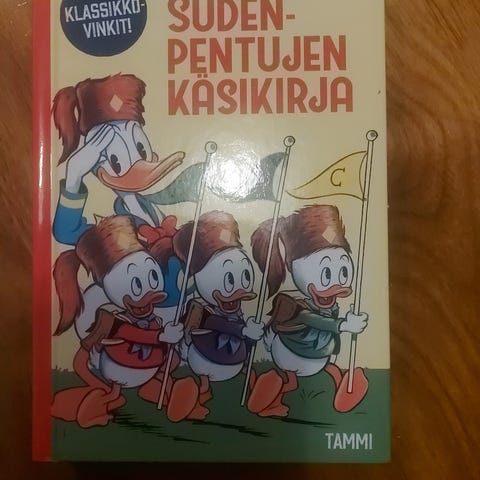 KLASSIKKO-
VINKIT!
SUDEN-
PENTUJEN
KÄSIKIRJA
C
TAMMI